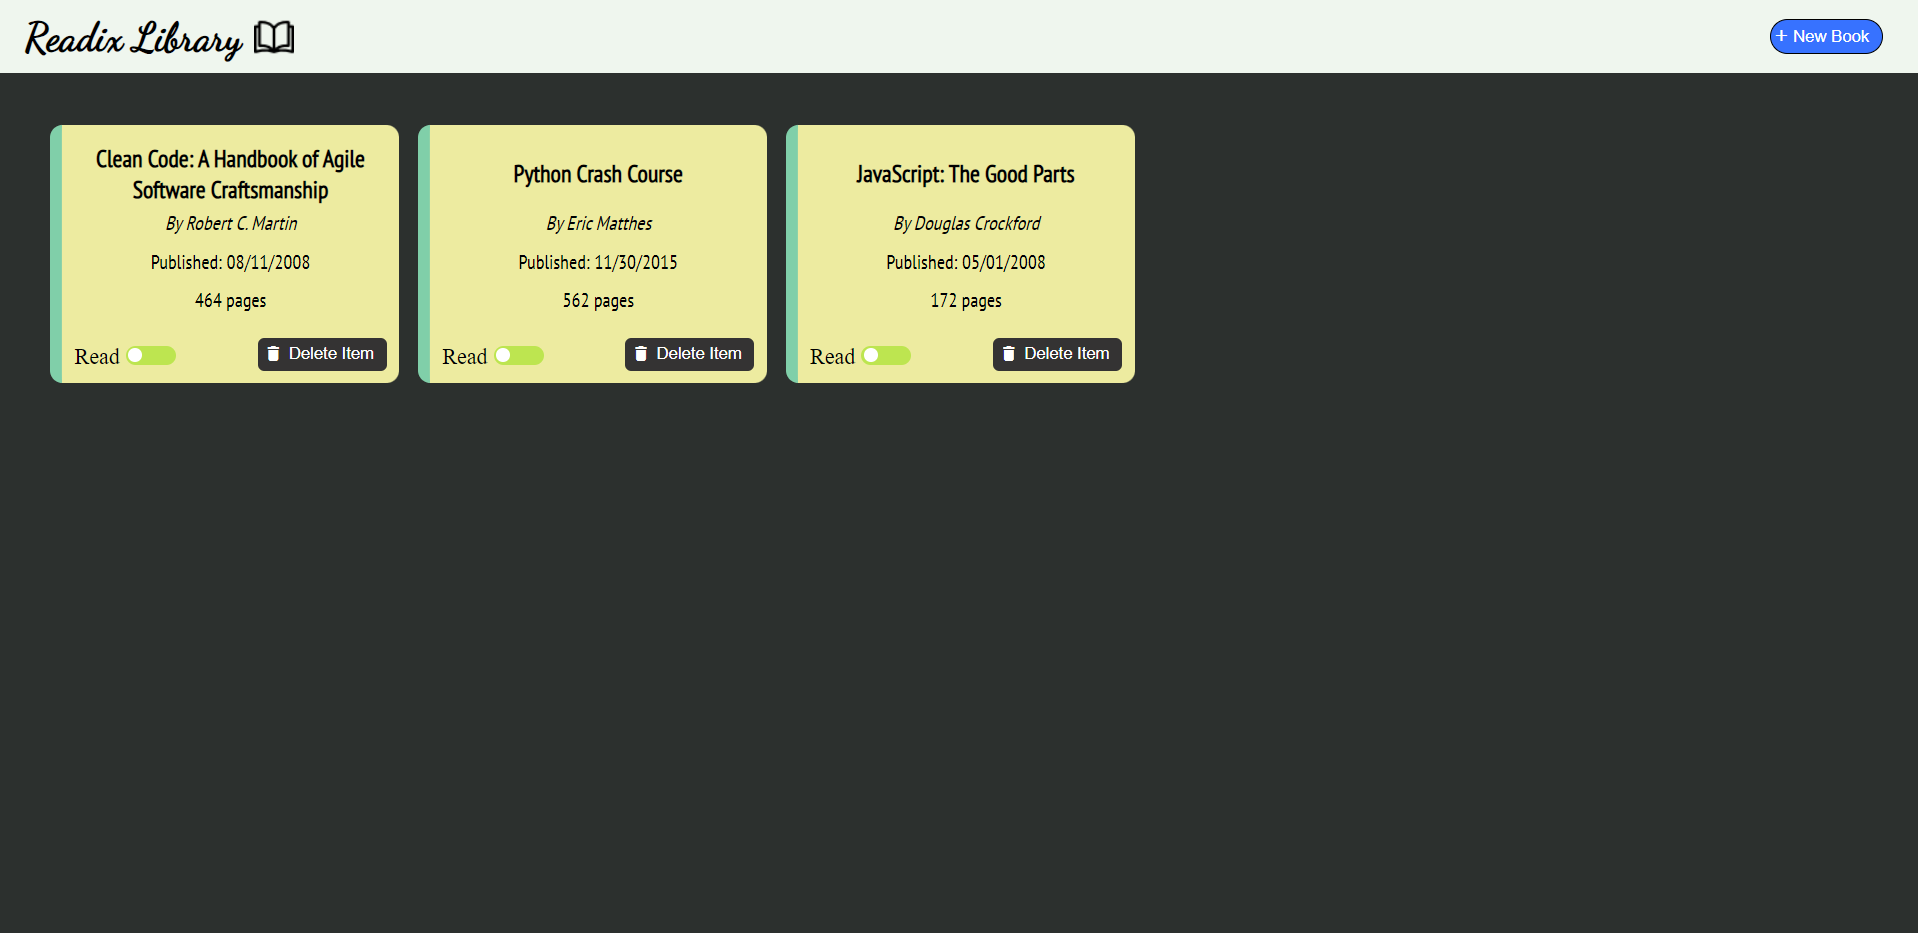 Readix Library
+ New Book
Clean Code: A Handbook of Agile
Software Craftsmanship
By Robert C. Martin
Published: 08/11/2008
464 pages
Read
Delete Item
Python Crash Course
By Eric Matthes
Published: 11/30/2015
562 pages
Read
Delete Item
JavaScript: The Good Parts
By Douglas Crockford
Published: 05/01/2008
172 pages
Read
Delete Item